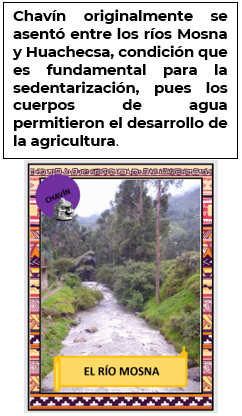 Chavín originalmente se
asentó entre los ríos Mosna
y Huachecsa, condición que
es fundamental para la
sedentarización, pues los
cuerpos de agua
permitieron el desarrollo de
la agricultura.
CHAVÍN
EL RÍO MOSNA